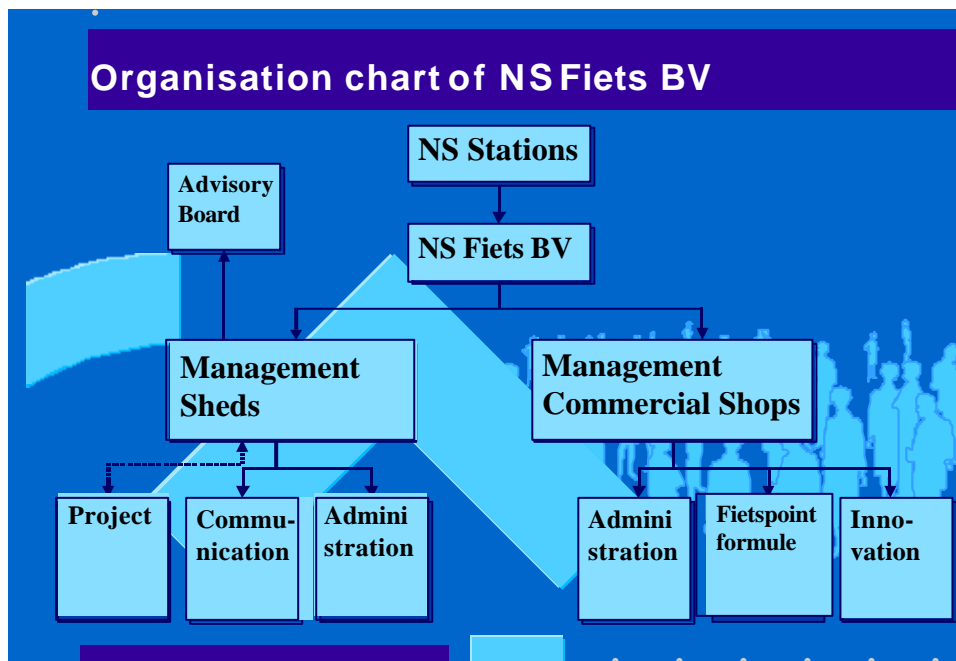 Organisation chart of NS Fiets BV
NS Stations
Advisory
Board
NS Fiets BV
Management
Sheds
Management
Commercial Shops
Project
Commu-
nication
Admini
stration
Admini
stration
Fietspoint
formule
Inno-
vation